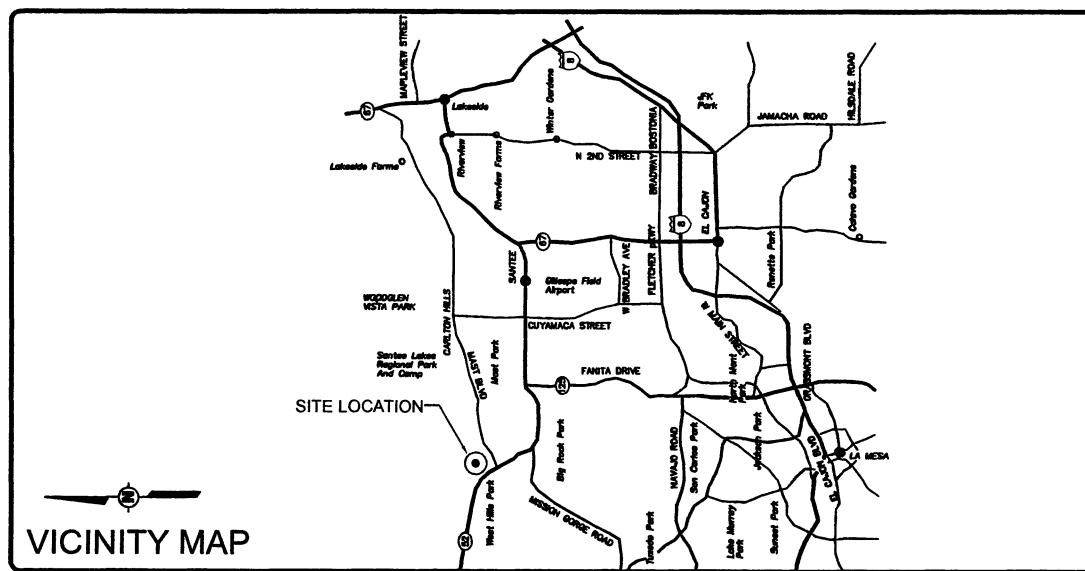 MAPLEVIEW STREET
8
JFK
Park
HILSDALE ROAD
67
Lakeside
Winter Gardens
JAMACHA ROAD
BRADWAY BOSTONIA
Riverview
Riverview Farms
N 2ND STREET
Lakeside Farms
8
EL CAJON
Renette Park
Calavo Gardens
67
SANTEE
W BRADLEY AVE
FLETCHER PKWY
Gillespe Field
Airport
WOODGLEN
VISTA PARK
CARLTON HILLS
CUYAMACA STREET
W MAIN STREET
GROSSMONT BLVD
Santee Lakes
Regional Park
And Camp
MAST BLVD
Mast Park
125
FANITA DRIVE
Park
SITE LOCATION
Big Rock Park
NAVAJO ROAD
San Carlos Park
Jackson Park
EL CAJON BLVD
LA MESA
N
West Hills Park
52
MISSION GORGE ROAD
Tuxedo Park
Lake Murray
Park
Sunset Park
VICINITY MAP